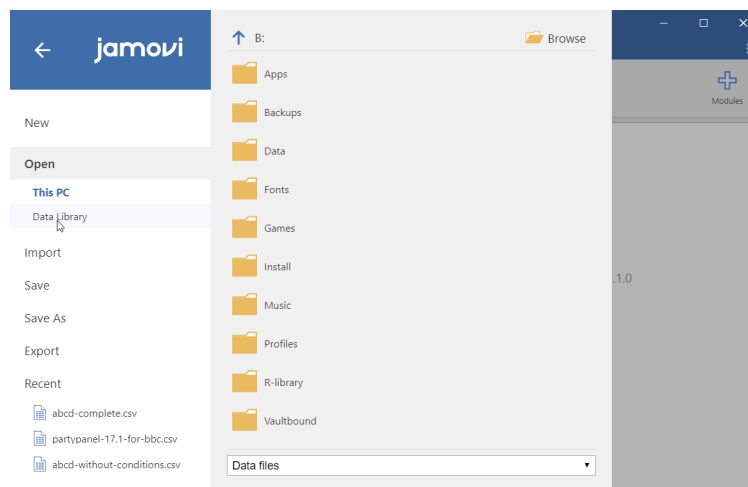 jamovi
New
Open
This PC
Data Library
Import
Save
Save As
Export
Recent
abcd-complete.csv
partypanel-17.1-for-bbc.csv
abcd-without-conditions.csv
B:
Browse
Apps
Backups
Data
Fonts
Games
Install
Music
Profiles
R-library
Vaultbound
Data files
Modules
.1.0